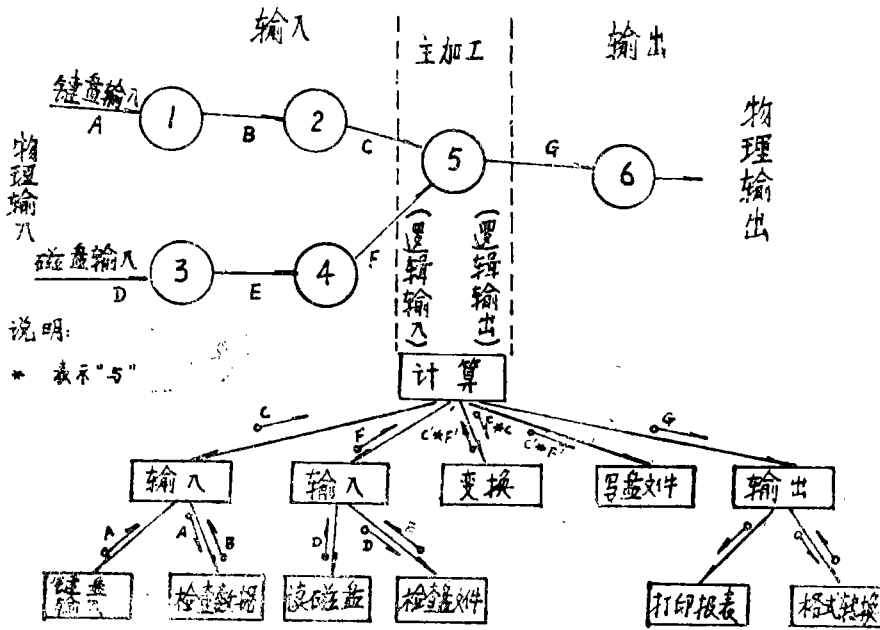 输入
主加工
输出
键盘输入
A
1
B
2
C
5
G
6
物理输入
物理输出
磁盘输入
D
3
E
4
F
(逻辑输入)
(逻辑输出)
说明:
* 表示"与"
计算
C
F
C'*F'
F*C
C'*F'
G
输入
输入
变换
写盘文件
输出
A
A
B
D
D
E
键盘输入
检查数据
读磁盘
检查盘文件
打印报表
格式转换